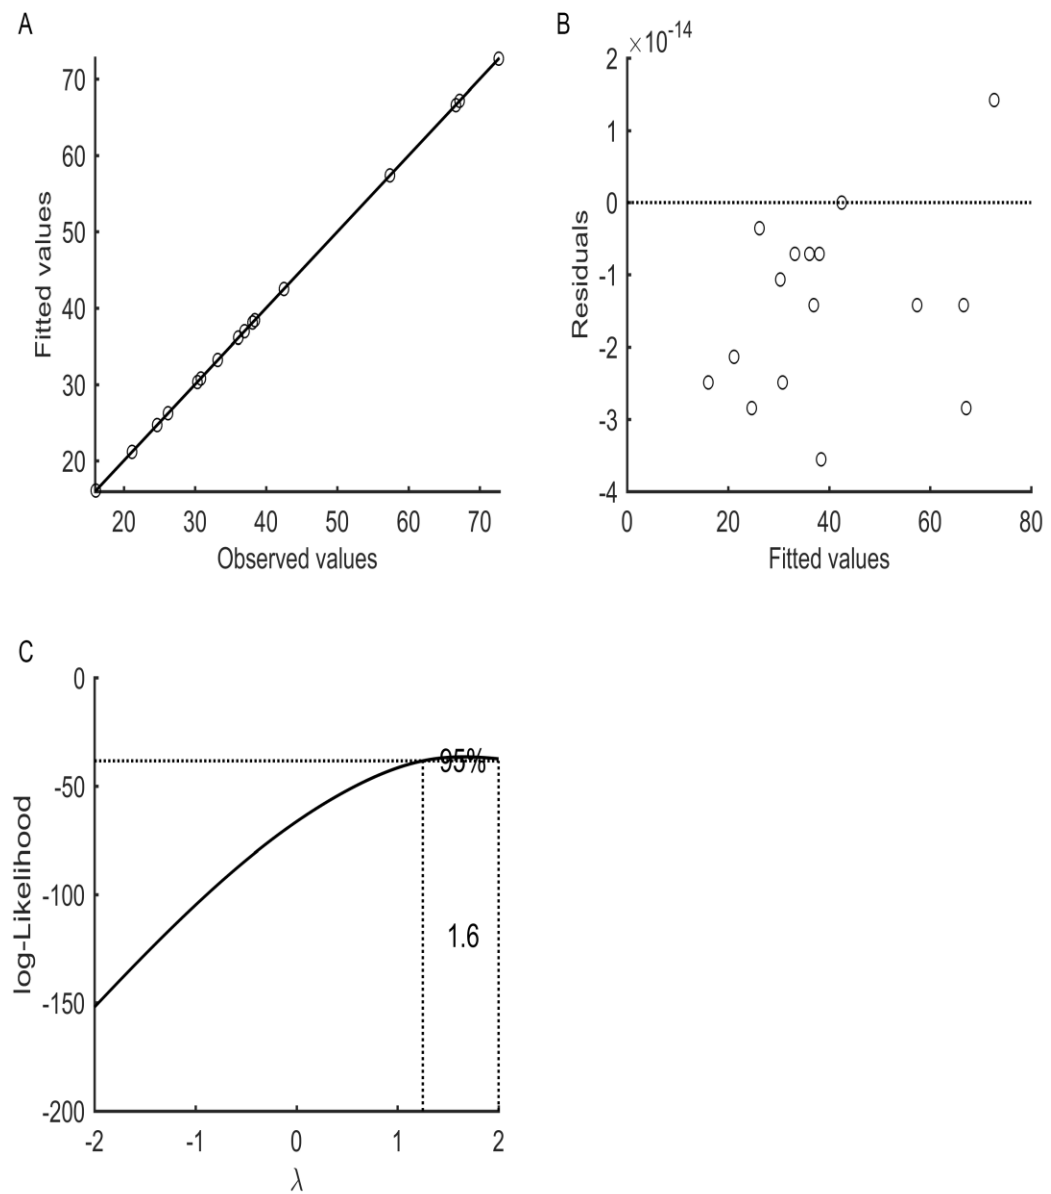 A
70
60
50
40
30
20
Fitted values
20 30 40 50 60 70
Observed values
B
×10-14
2
1
0
-1
-2
-3
-4
Residuals
0 20 40 60 80
Fitted values
C
0
-50
-100
-150
-200
log-Likelihood
95%
1.6
-2 -1 0 1 2
λ